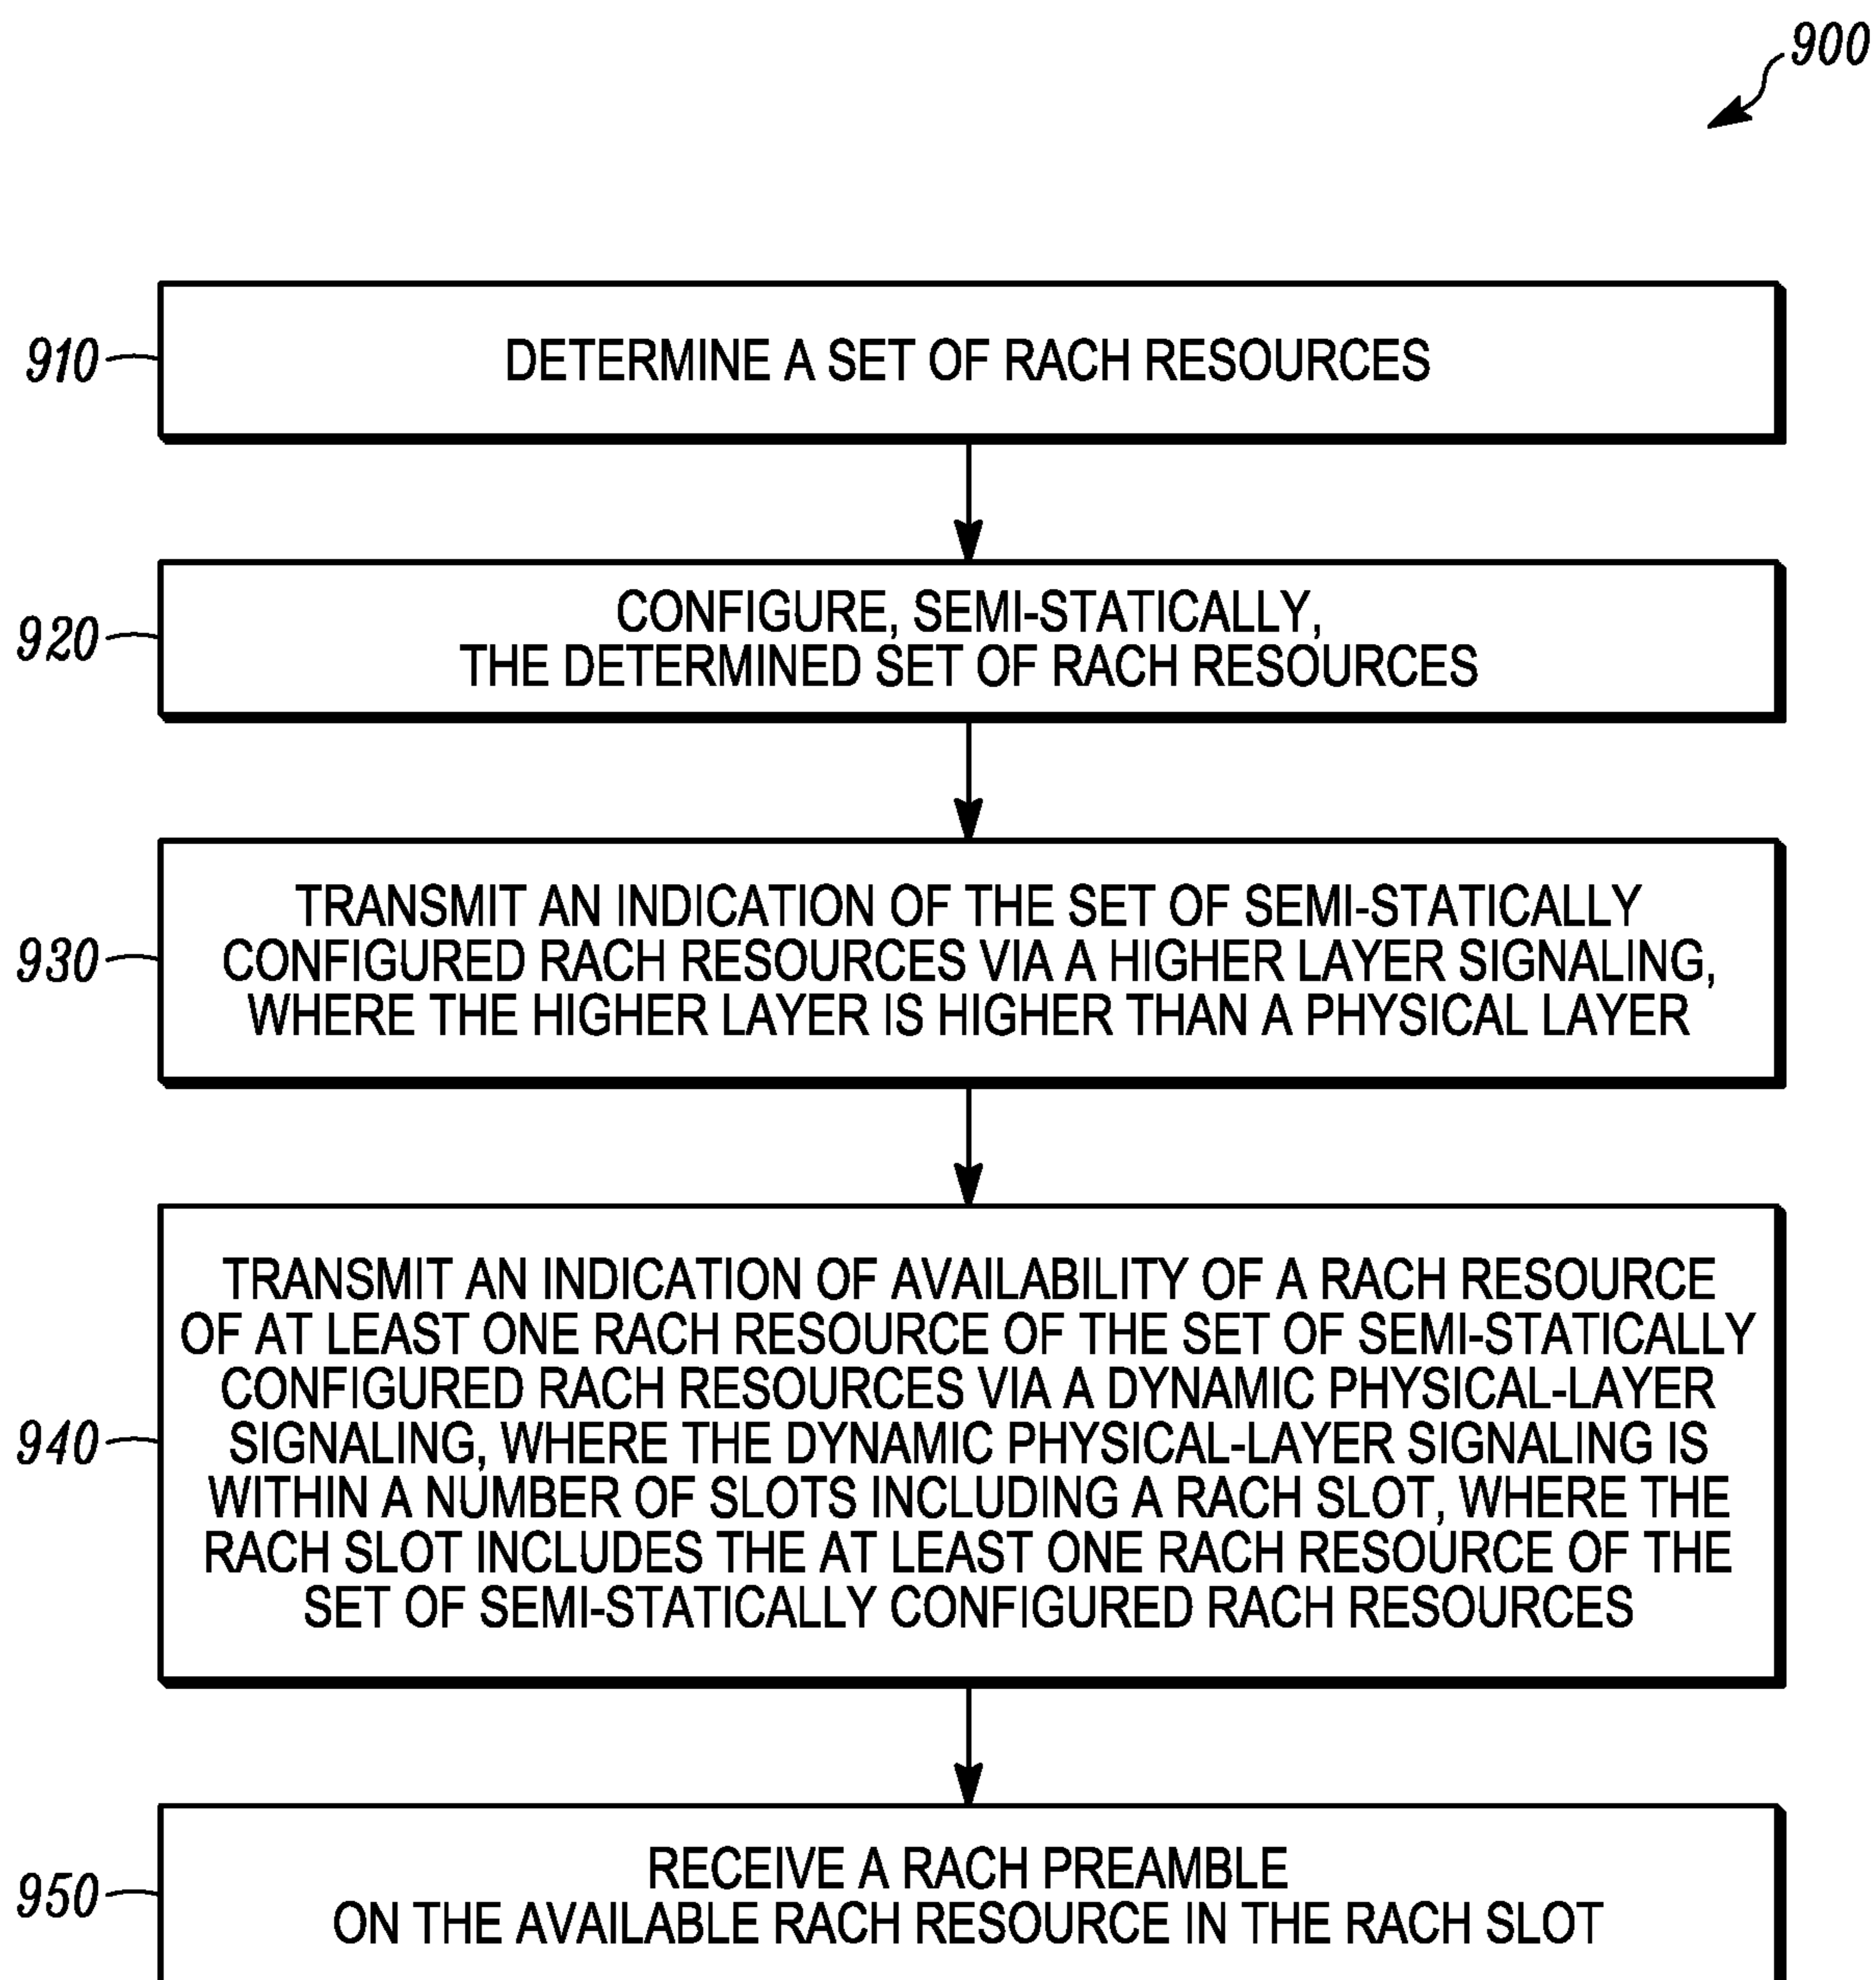 900
910
DETERMINE A SET OF RACH RESOURCES
920
CONFIGURE, SEMI-STATICALLY,
THE DETERMINED SET OF RACH RESOURCES
930
TRANSMIT AN INDICATION OF THE SET OF SEMI-STATICALLY
CONFIGURED RACH RESOURCES VIA A HIGHER LAYER SIGNALING,
WHERE THE HIGHER LAYER IS HIGHER THAN A PHYSICAL LAYER
940
TRANSMIT AN INDICATION OF AVAILABILITY OF A RACH RESOURCE
OF AT LEAST ONE RACH RESOURCE OF THE SET OF SEMI-STATICALLY
CONFIGURED RACH RESOURCES VIA A DYNAMIC PHYSICAL-LAYER
SIGNALING, WHERE THE DYNAMIC PHYSICAL-LAYER SIGNALING IS
WITHIN A NUMBER OF SLOTS INCLUDING A RACH SLOT, WHERE THE
RACH SLOT INCLUDES THE AT LEAST ONE RACH RESOURCE OF THE
SET OF SEMI-STATICALLY CONFIGURED RACH RESOURCES
950
RECEIVE A RACH PREAMBLE
ON THE AVAILABLE RACH RESOURCE IN THE RACH SLOT